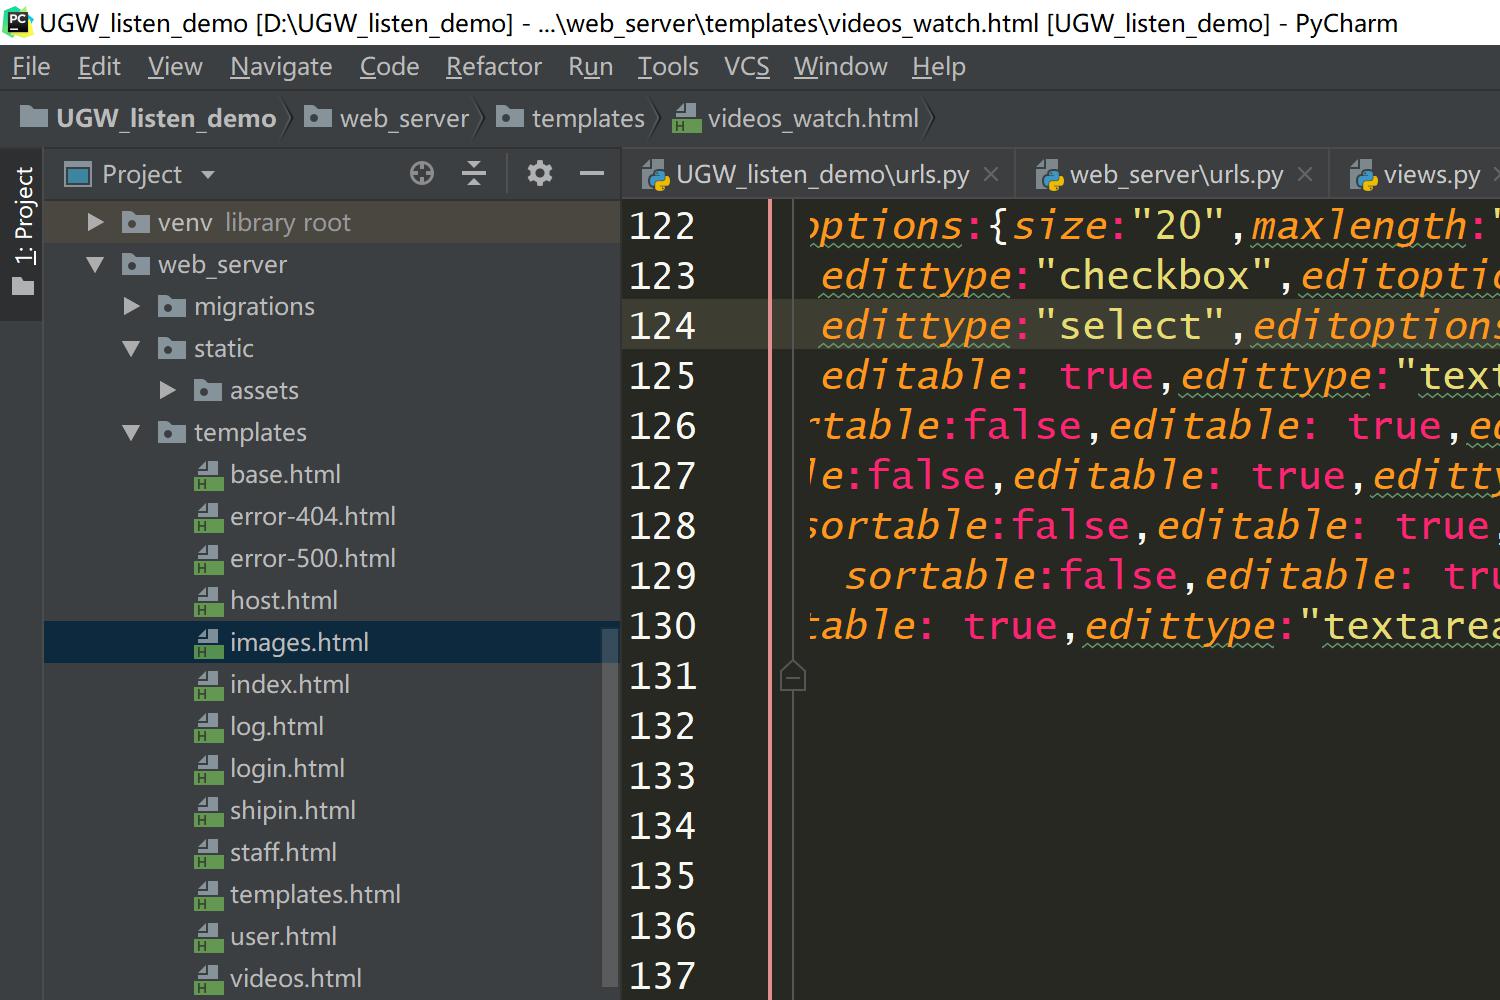 UGW_listen_demo [D:\UGW_listen_demo] - ...\web_server\templates\videos_watch.html [UGW_listen_demo] - PyCharm
File Edit View Navigate Code Refactor Run Tools VCS Window Help
UGW_listen_demo web_server templates videos_watch.html
1: Project
Project
UGW_listen_demo\urls.py web_server\urls.py views.py
venv library root
web_server
migrations
static
assets
templates
base.html
error-404.html
error-500.html
host.html
images.html
index.html
log.html
login.html
shipin.html
staff.html
templates.html
user.html
videos.html
122 options:{size:"20",maxlength:"
123 edittype:"checkbox",editoptio
124 edittype:"select",editoptions
125 editable: true,edittype:"text
126 rtable:false,editable: true,ed
127 le:false,editable: true,editty
128 sortable:false,editable: true,
129 sortable:false,editable: tru
130 table: true,edittype:"textarea
131
132
133
134
135
136
137